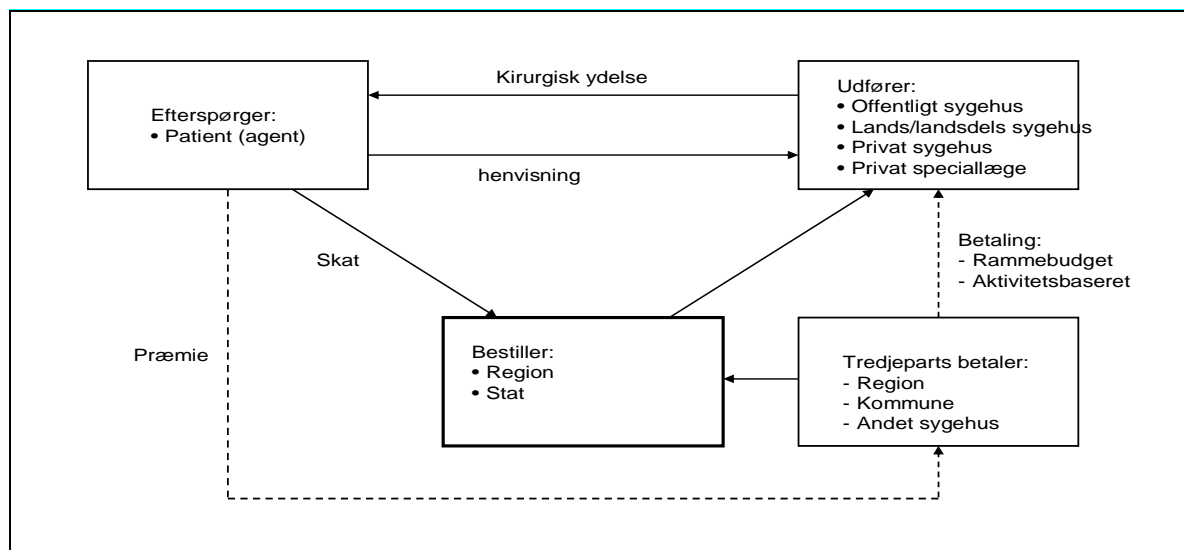 Kirurgisk ydelse
Efterspørger:
• Patient (agent)
Udfører:
• Offentligt sygehus
• Lands/landsdels sygehus
• Privat sygehus
• Privat speciallæge
henvisning
Skat
Betaling:
- Rammebudget
- Aktivitetsbaseret
Præmie
Bestiller:
• Region
• Stat
Tredjeparts betaler:
- Region
- Kommune
- Andet sygehus